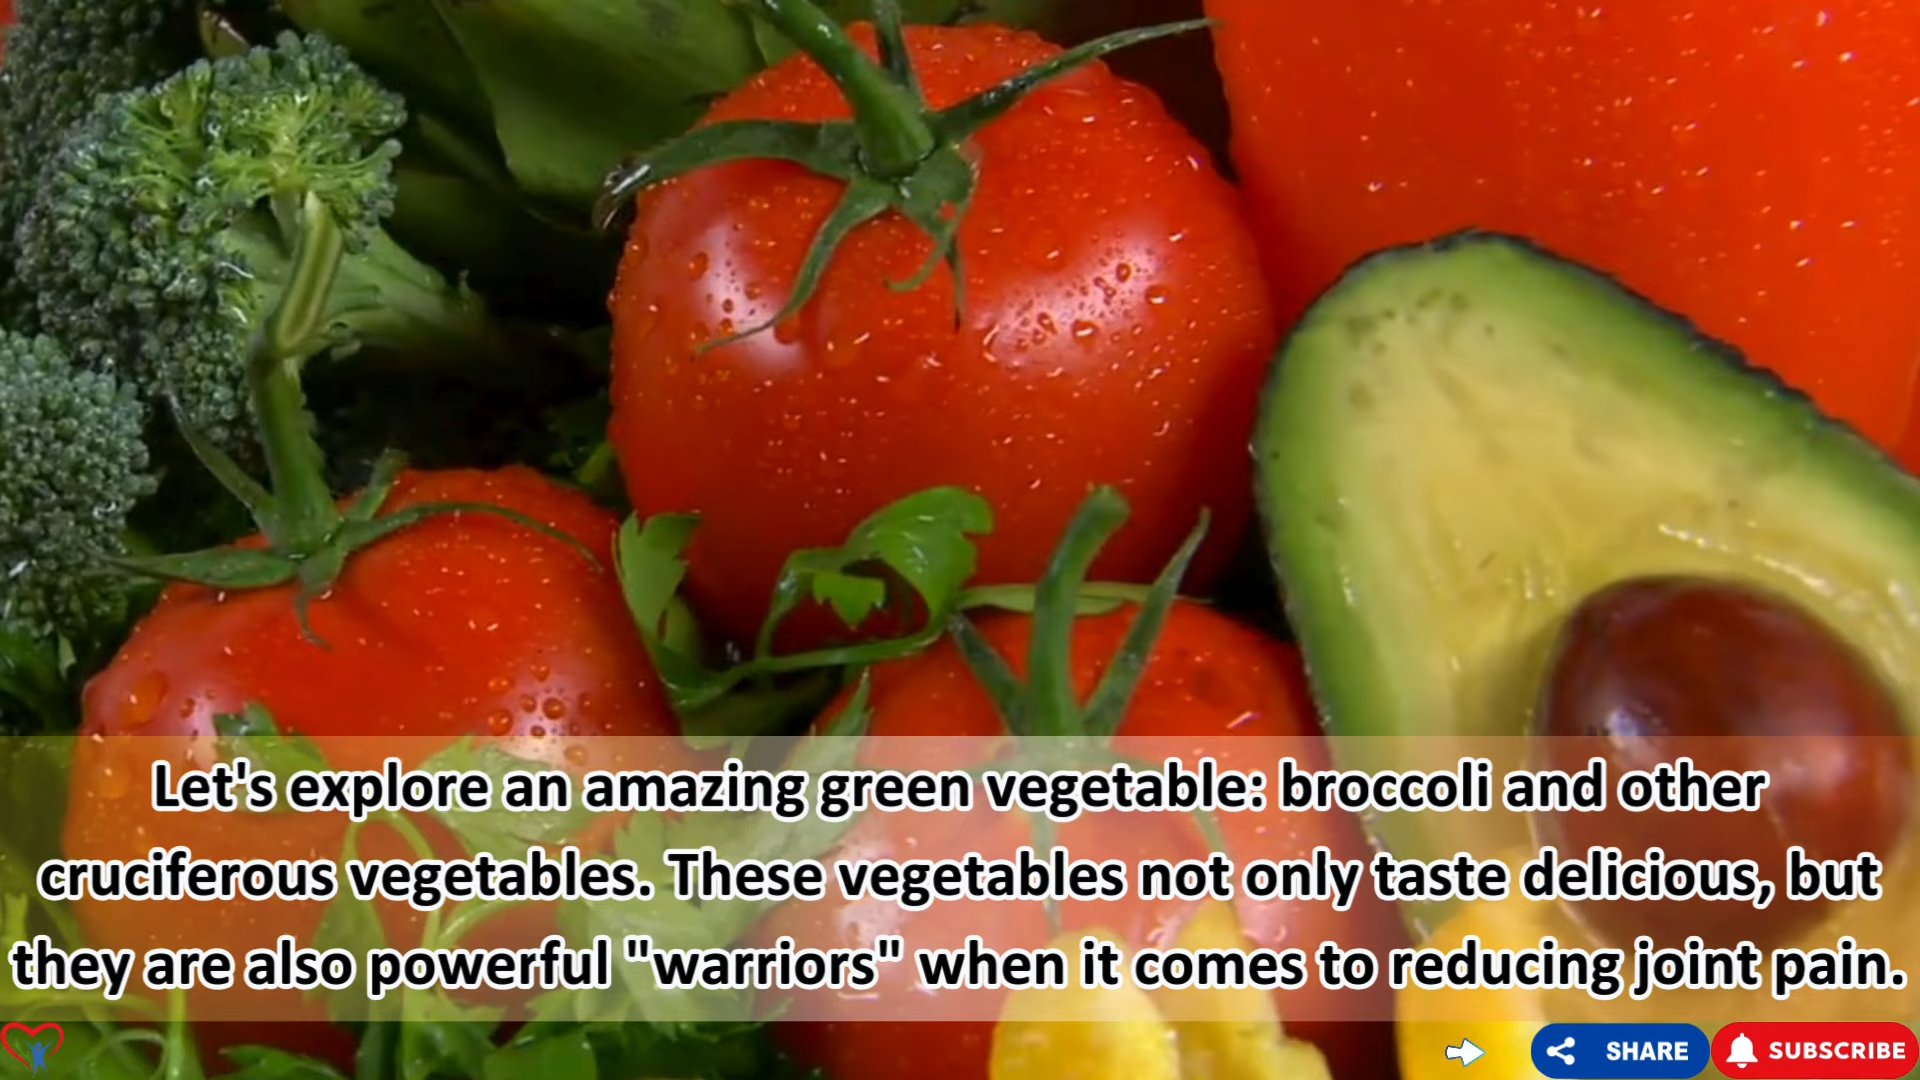 Let's explore an amazing green vegetable: broccoli and other
cruciferous vegetables. These vegetables not only taste delicious, but
they are also powerful "warriors" when it comes to reducing joint pain.
SHARE
SUBSCRIBE